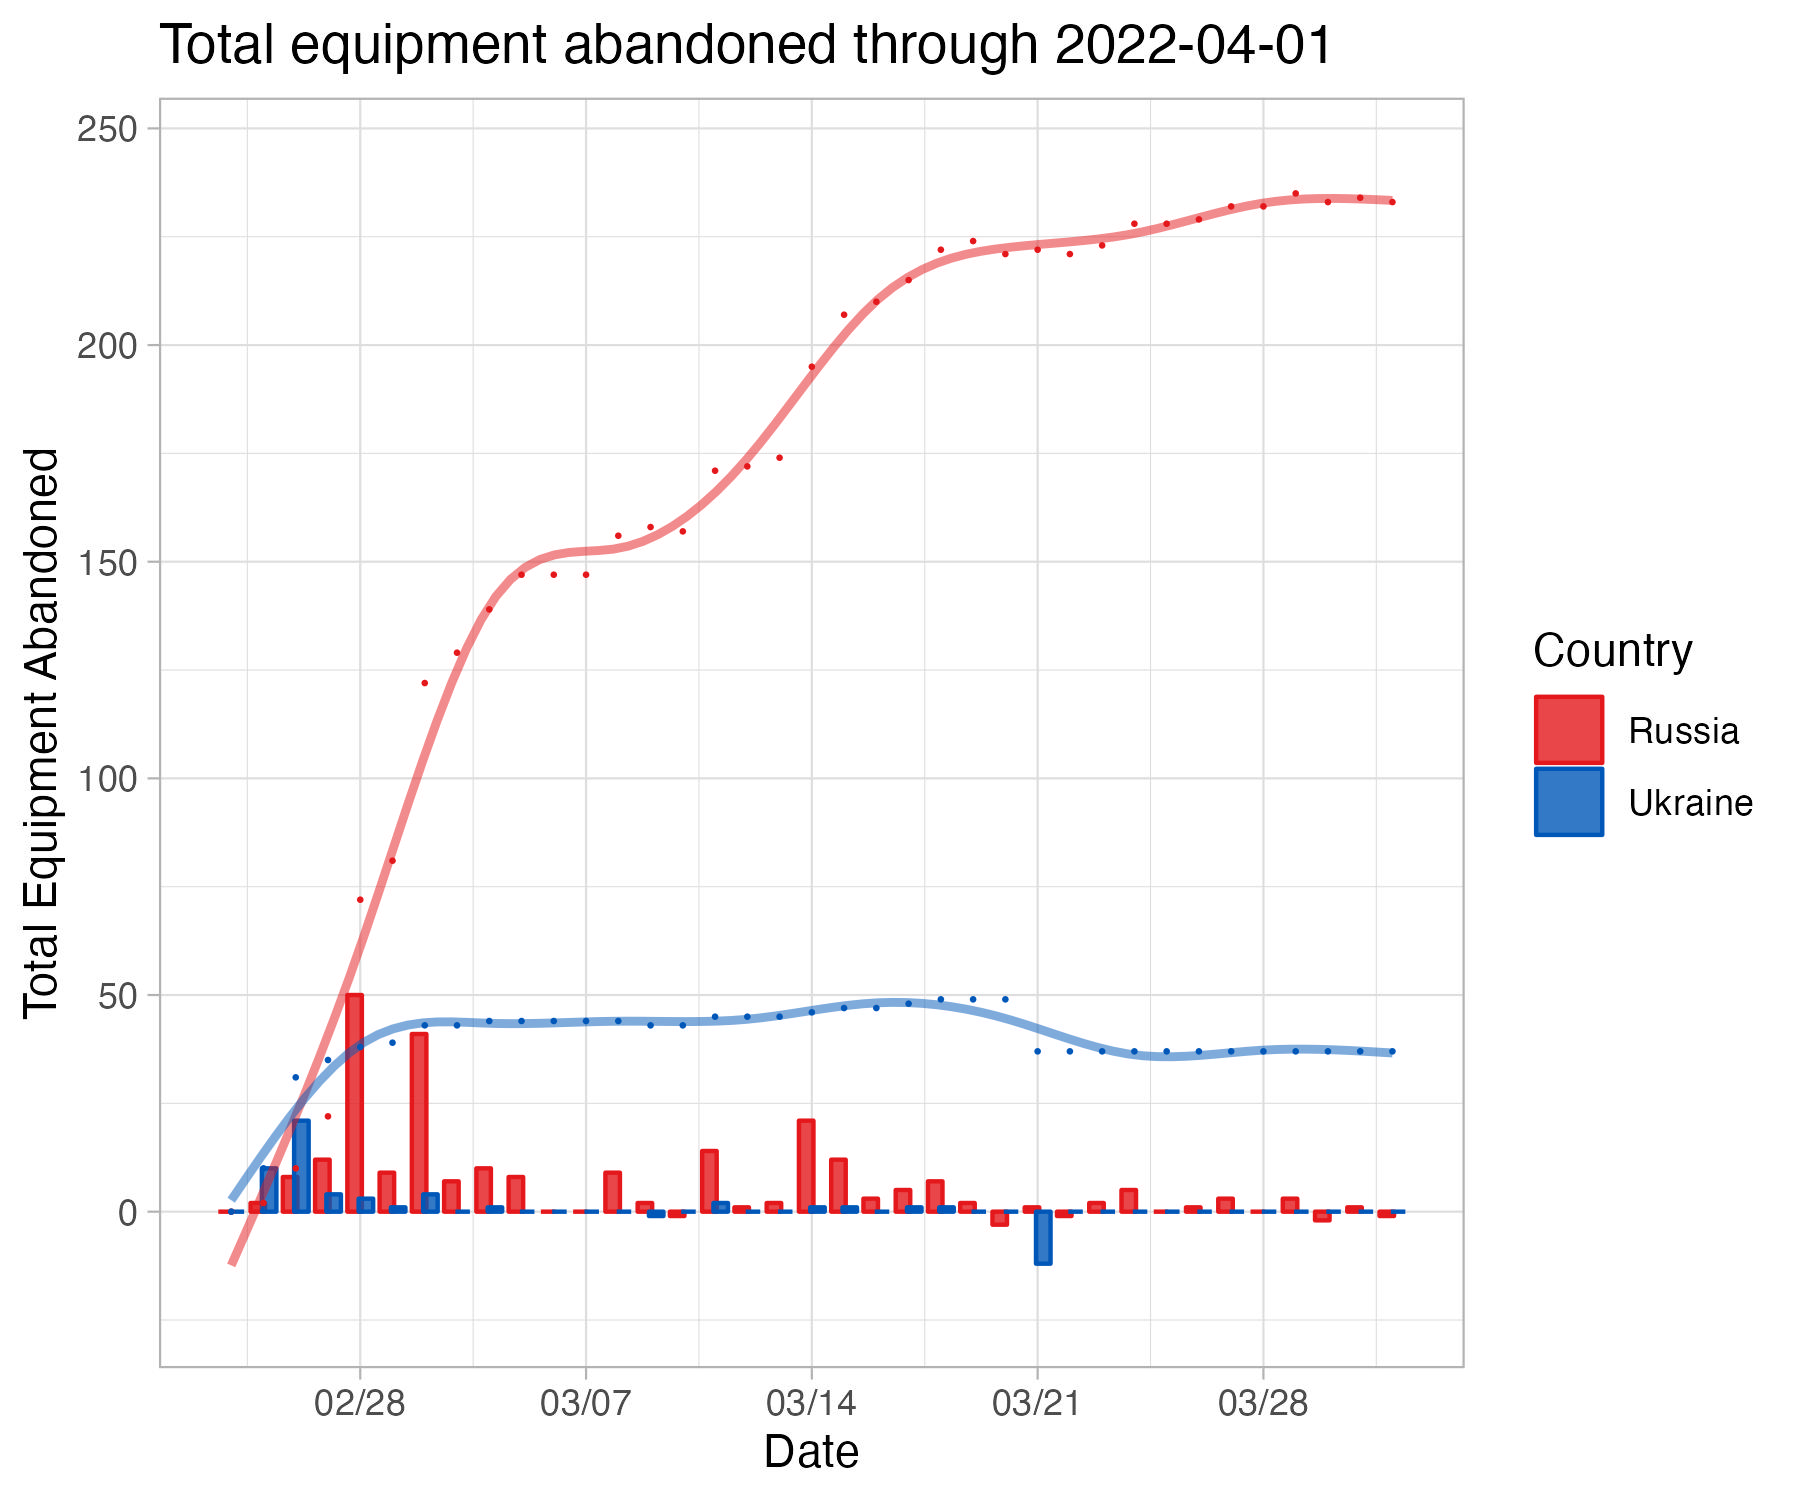 Total equipment abandoned through 2022-04-01
Total Equipment Abandoned
250
200
150
100
50
0
02/28 03/07 03/14 03/21 03/28
Date
Country
Russia
Ukraine